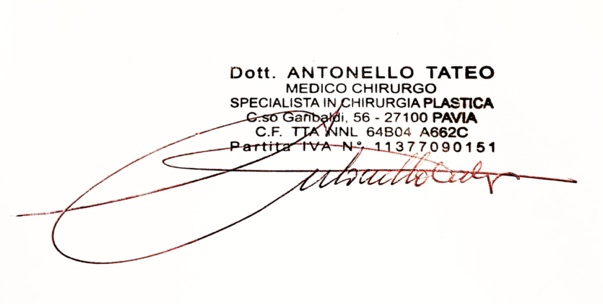 Dott. ANTONELLO TATEO
MEDICO CHIRURGO
SPECIALISTA IN CHIRURGIA PLASTICA
C.so Garibaldi, 56 - 27100 PAVIA
C.F. TTA NNL 64B04 A662C
Partita IVA N° 11377090151
Antonello